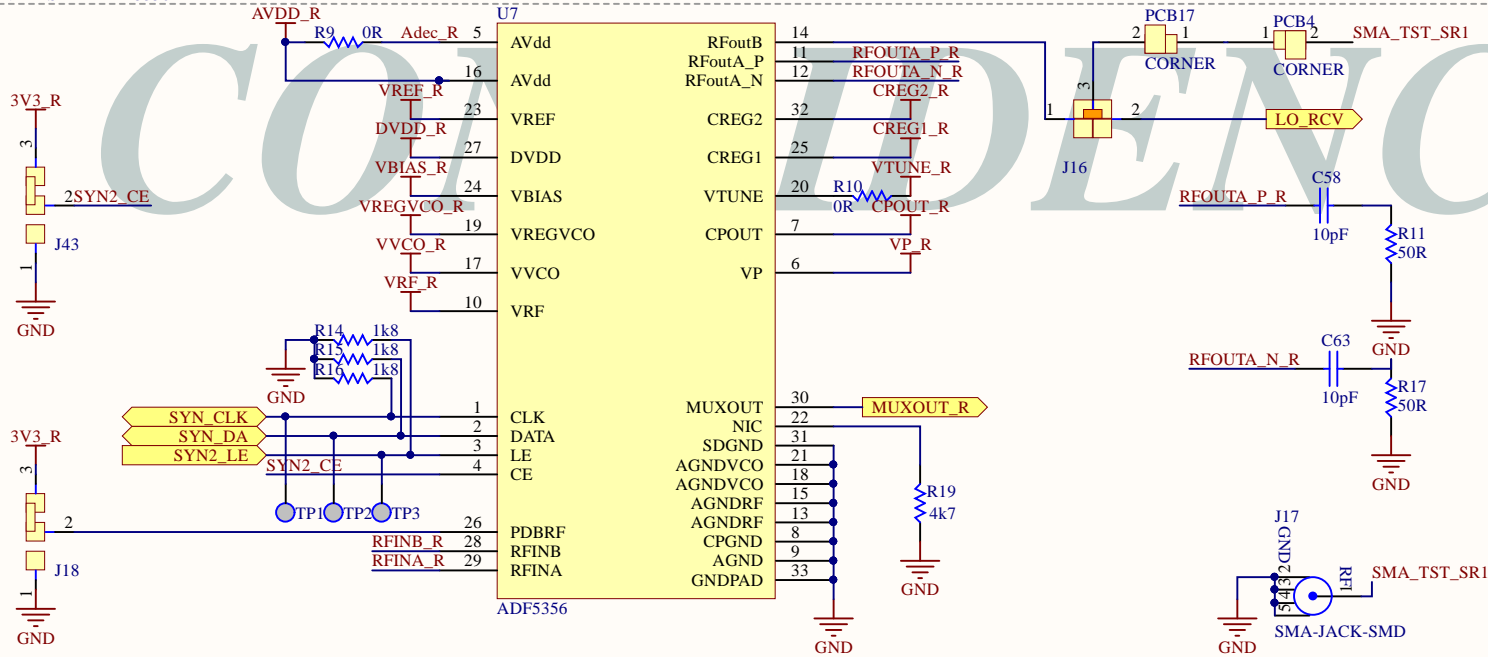 CONFIDENC
U7
AVDD_R
R9 0R Adec_R 5 AVdd
16 AVdd
VREF_R 23 VREF
DVDD_R 27 DVDD
VBIAS_R 24 VBIAS
VREGVCO_R 19 VREGVCO
VVCO_R 17 VVCO
VRF_R 10 VRF
3V3_R
3
2 SYN2_CE
J43
1
GND
R14 1k8
R15 1k8
R16 1k8
GND
SYN_CLK 1 CLK
SYN_DA 2 DATA
SYN2_LE 3 LE
SYN2_CE 4 CE
TP1 TP2 TP3
3V3_R
3
2
26 PDBRF
RFINB_R 28 RFINB
RFINA_R 29 RFINA
J18
1
GND
ADF5356
RFoutB 14
RFoutA_P 11 RFOUTA_P_R
RFoutA_N 12 RFOUTA_N_R
CREG2 32 CREG2_R
CREG1 25 CREG1_R
VTUNE 20 R10 0R VTUNE_R
CPOUT 7 CPOUT_R
VP 6 VP_R
MUXOUT 30 MUXOUT_R
NIC 22
SDGND 31
AGNDVCO 21
AGNDVCO 18
AGNDRF 15
AGNDRF 13
CPGND 8
AGND 9
GNDPAD 33
GND
R19
4k7
GND
PCB17
2 1
CORNER
PCB4
1 2
CORNER
SMA_TST_SR1
3
1 2
J16
LO_RCV
RFOUTA_P_R
C58
10pF
R11
50R
GND
RFOUTA_N_R
C63
10pF
R17
50R
GND
J17
GND
2
3
4
5
RF1
SMA_TST_SR1
SMA-JACK-SMD
GND